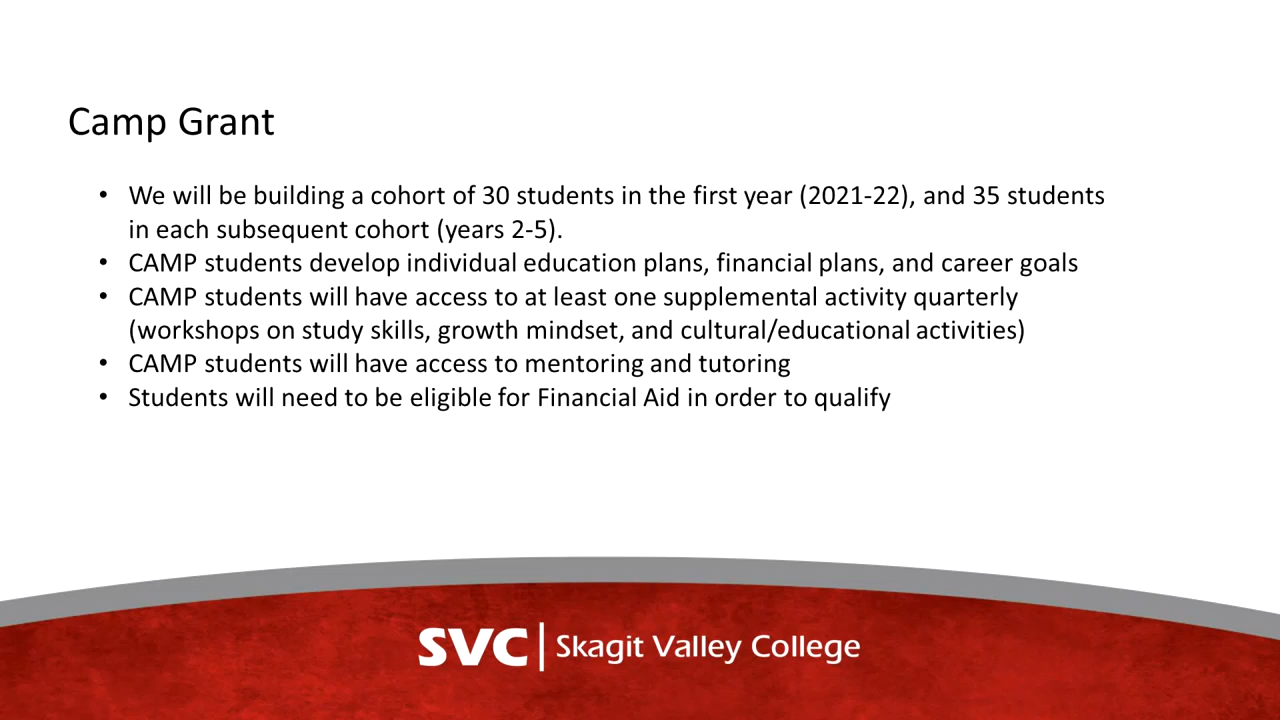 Camp Grant
• We will be building a cohort of 30 students in the first year (2021-22), and 35 students
in each subsequent cohort (years 2-5).
• CAMP students develop individual education plans, financial plans, and career goals
• CAMP students will have access to at least one supplemental activity quarterly
(workshops on study skills, growth mindset, and cultural/educational activities)
• CAMP students will have access to mentoring and tutoring
• Students will need to be eligible for Financial Aid in order to qualify
SVC | Skagit Valley College